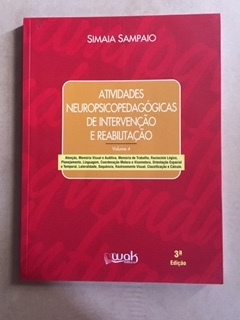 SIMAIA SAMPAIO
ATIVIDADES
NEUROPSICOPEDAGÓGICAS
DE INTERVENÇÃO
E REABILITAÇÃO
Volume 4
Atenção, Memória Visual e Auditiva, Memória de Trabalho, Raciocínio Lógico,
Planejamento, Linguagem, Coordenação Motora e Visomotora, Orientação Espacial
e Temporal, Lateralidade, Sequência, Rastreamento Visual, Classificação e Cálculo.
wak
3ª
Edição